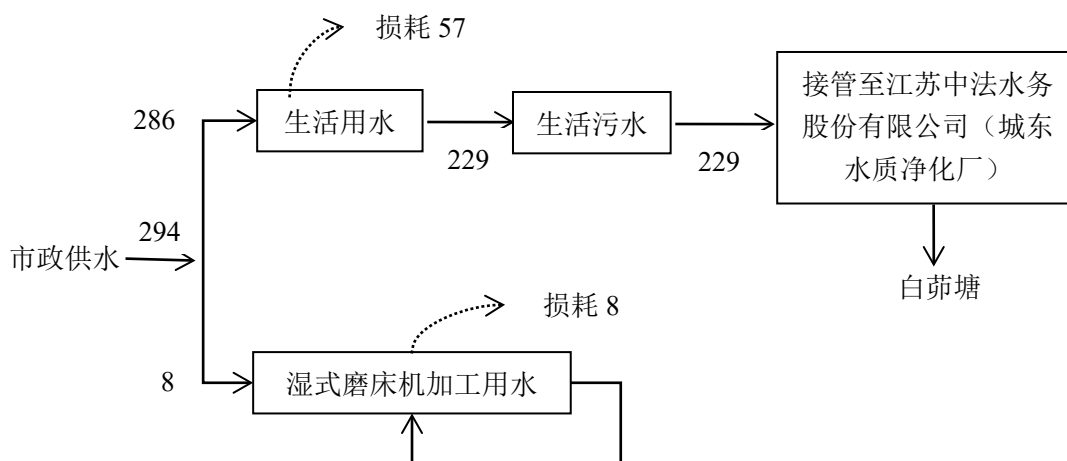 损耗 57
286
生活用水
229
生活污水
229
接管至江苏中法水务
股份有限公司（城东
水质净化厂）
294
市政供水
白茆塘
损耗 8
8
湿式磨床机加工用水